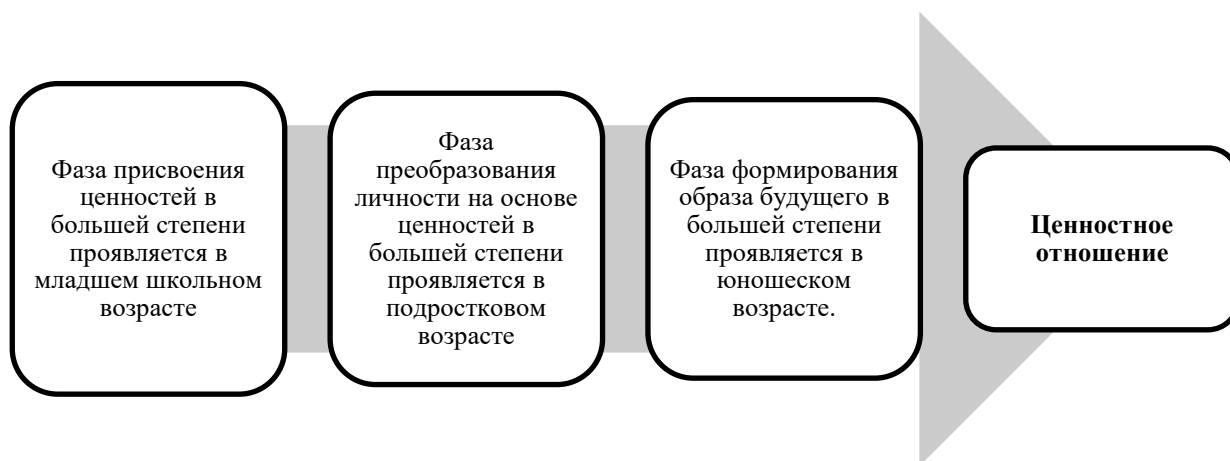 Фаза присвоения
ценностей в
большей степени
проявляется в
младшем школьном
возрасте
Фаза
преобразования
личности на основе
ценностей в
большей степени
проявляется в
подростковом
возрасте
Фаза формирования
образа будущего в
большей степени
проявляется в
юношеском
возрасте.
Ценностное
отношение